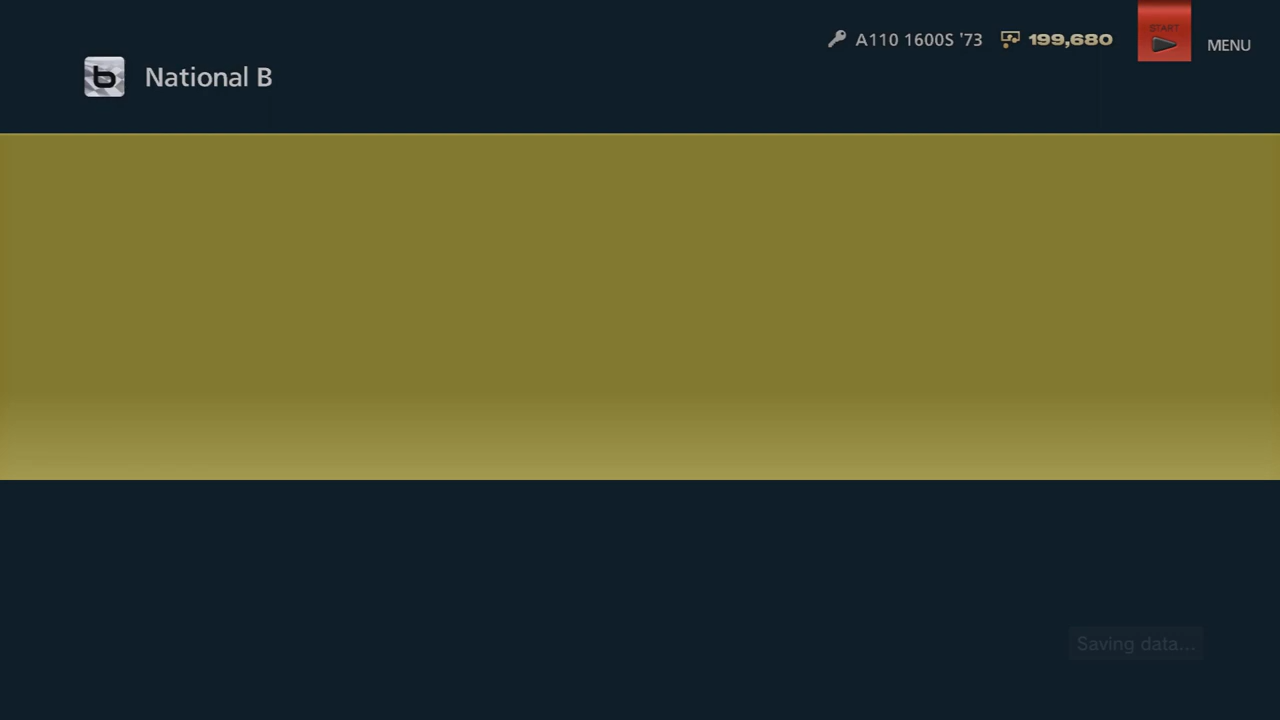 A110 1600S '73
199,680
START
MENU
b
National B
Saving data...